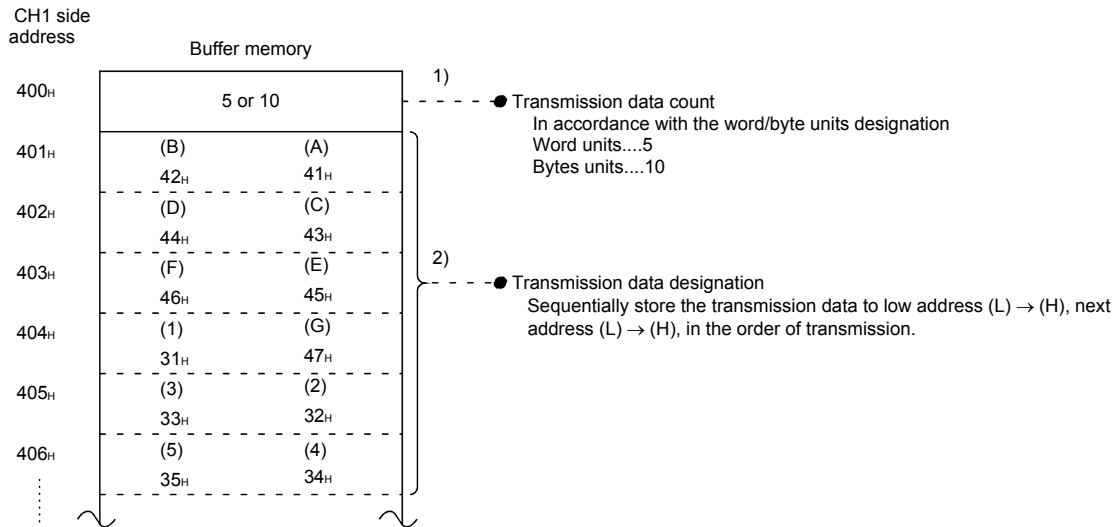 CH1 side
address
Buffer memory
400H
5 or 10
1)
Transmission data count
In accordance with the word/byte units designation
Word units....5
Bytes units....10
401H
(B) (A)
42H 41H
402H
(D) (C)
44H 43H
403H
(F) (E)
46H 45H
2)
Transmission data designation
Sequentially store the transmission data to low address (L) → (H), next
address (L) → (H), in the order of transmission.
404H
(1) (G)
31H 47H
405H
(3) (2)
33H 32H
406H
(5) (4)
35H 34H